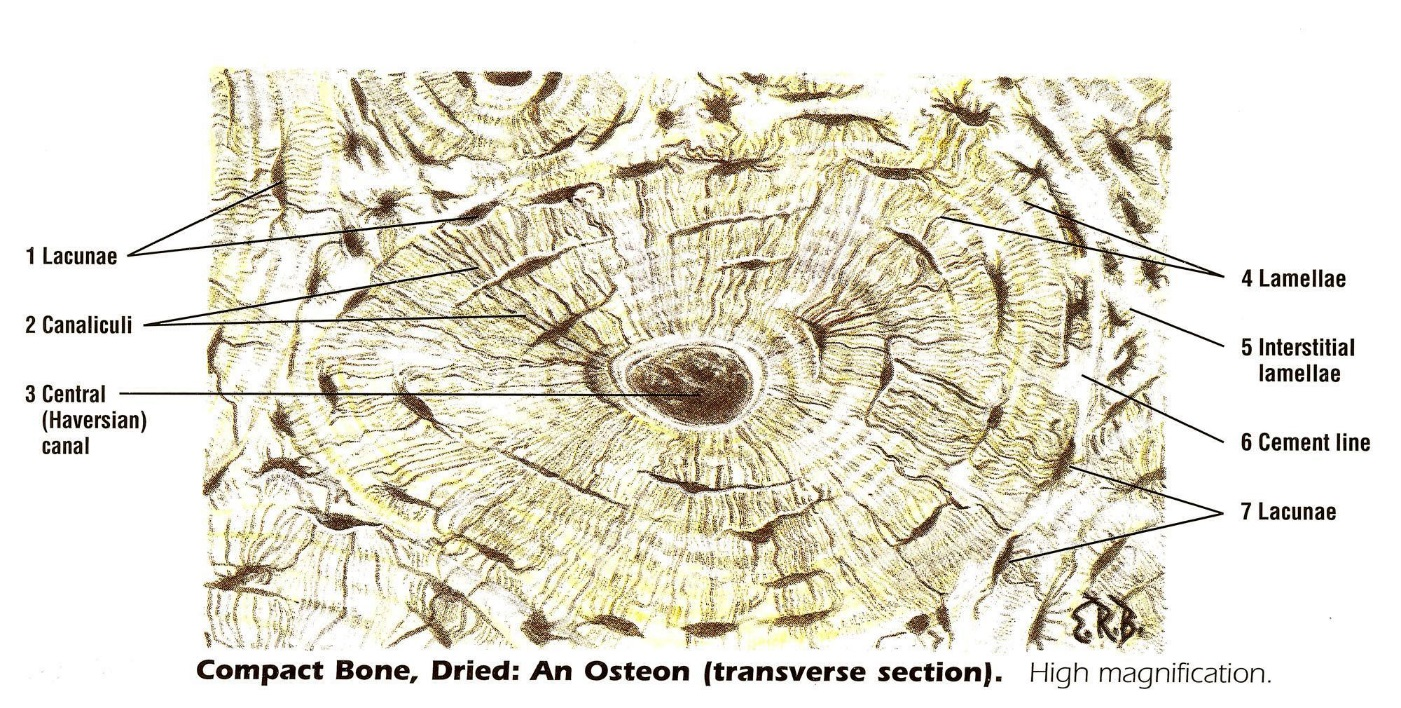 1 Lacunae
2 Canaliculi
3 Central
(Haversian)
canal
4 Lamellae
5 Interstitial
lamellae
6 Cement line
7 Lacunae
E.R.B.
Compact Bone, Dried: An Osteon (transverse section). High magnification.